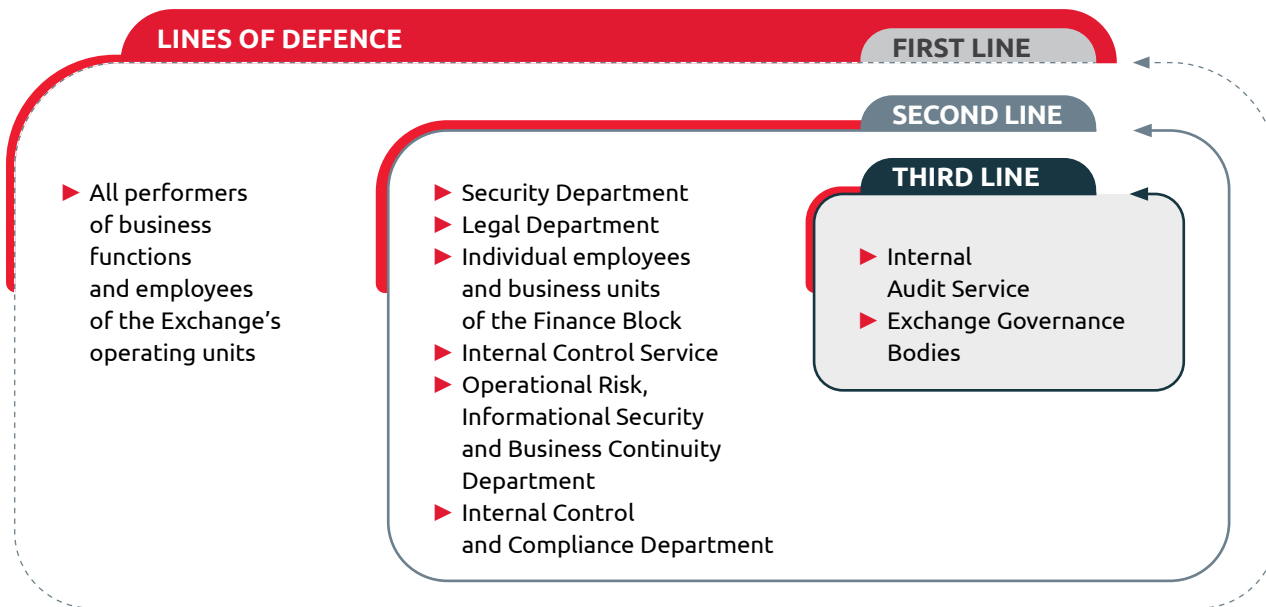 LINES OF DEFENCE
FIRST LINE
SECOND LINE
THIRD LINE
All performers
of business
functions
and employees
of the Exchange's
operating units
Security Department
Legal Department
Individual employees
and business units
of the Finance Block
Internal Control Service
Operational Risk,
Informational Security
and Business Continuity
Department
Internal Control
and Compliance Department
Internal
Audit Service
Exchange Governance
Bodies